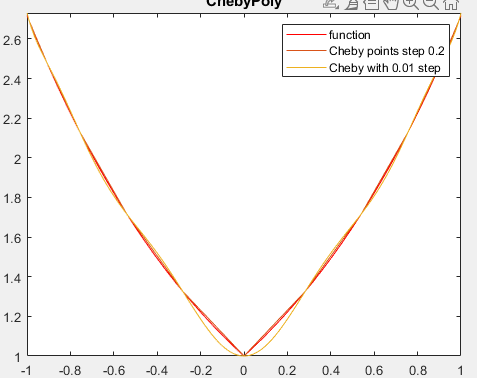 ChebyPoly
function
Cheby points step 0.2
Cheby with 0.01 step
2.6
2.4
2.2
2
1.8
1.6
1.4
1.2
1
-1 -0.8 -0.6 -0.4 -0.2 0 0.2 0.4 0.6 0.8 1